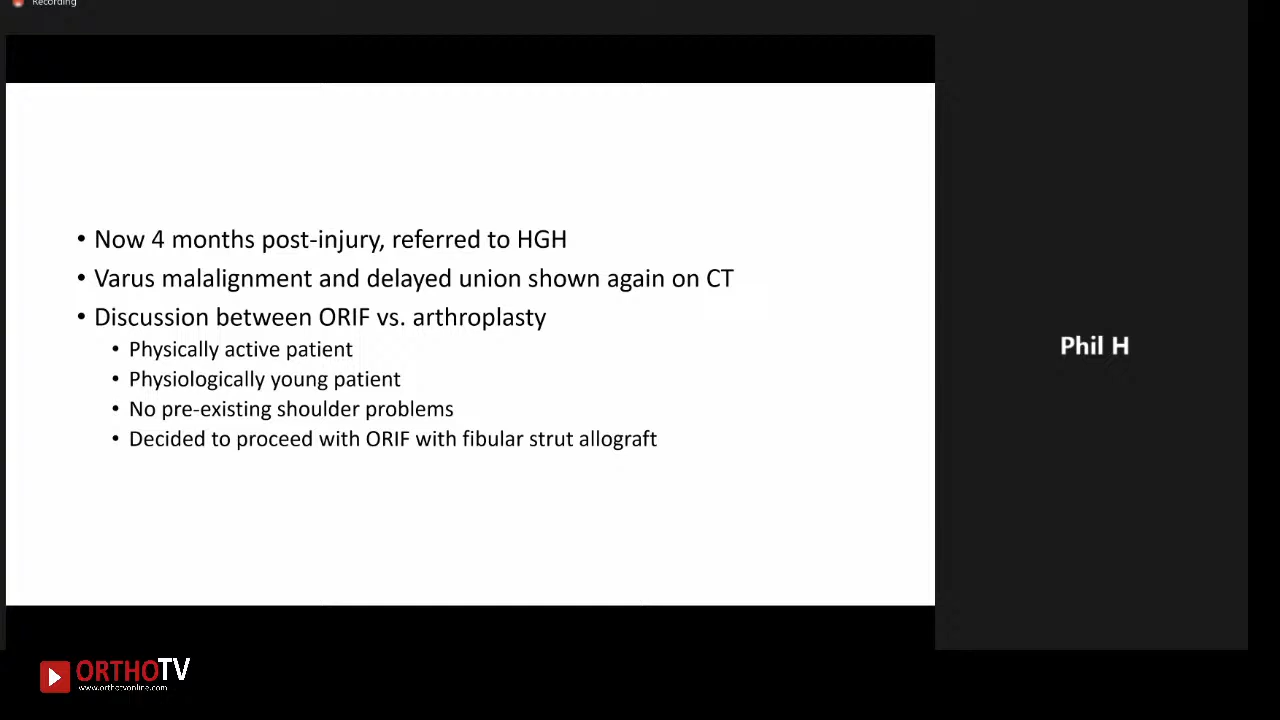 Recording
• Now 4 months post-injury, referred to HGH
• Varus malalignment and delayed union shown again on CT
• Discussion between ORIF vs. arthroplasty
• Physically active patient
• Physiologically young patient
• No pre-existing shoulder problems
• Decided to proceed with ORIF with fibular strut allograft
Phil H
ORTHOTV
www.orthotvonline.com